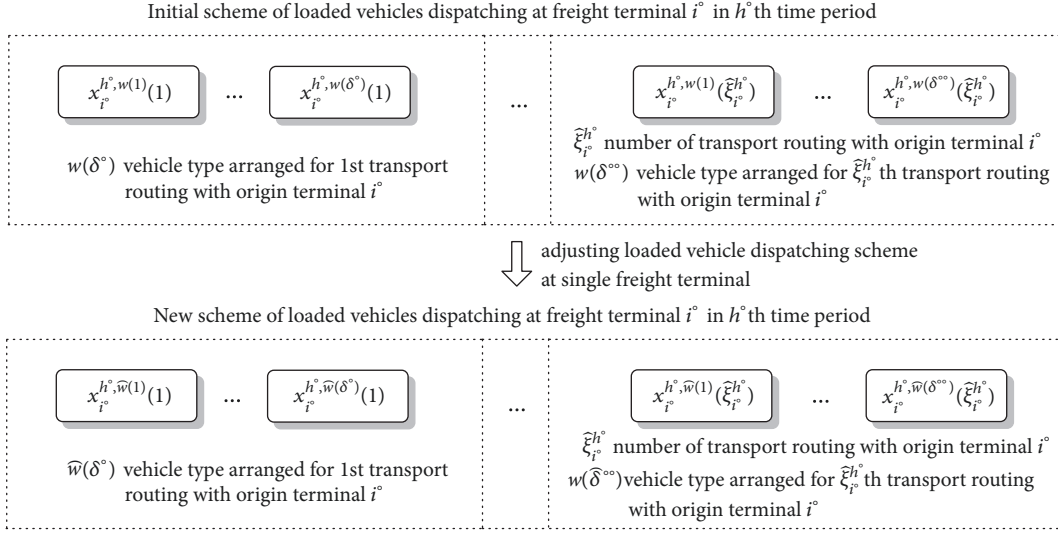 Initial scheme of loaded vehicles dispatching at freight terminal i° in h°th time period
x_{i°}^{h°,w(1)}(1) ... x_{i°}^{h°,w(δ°)}(1) ... x_{i°}^{h°,w(1)}(ξ̂_{i°}^{h°}) ... x_{i°}^{h°,w(δ°°)}(ξ̂_{i°}^{h°})
w(δ°) vehicle type arranged for 1st transport
routing with origin terminal i°
ξ̂_{i°}^{h°} number of transport routing with origin terminal i°
w(δ°°) vehicle type arranged for ξ̂_{i°}^{h°}th transport routing
with origin terminal i°
adjusting loaded vehicle dispatching scheme
at single freight terminal
New scheme of loaded vehicles dispatching at freight terminal i° in h°th time period
x_{i°}^{h°,ŵ(1)}(1) ... x_{i°}^{h°,ŵ(δ°)}(1) ... x_{i°}^{h°,ŵ(1)}(ξ̂_{i°}^{h°}) ... x_{i°}^{h°,ŵ(δ°°)}(ξ̂_{i°}^{h°})
ŵ(δ°) vehicle type arranged for 1st transport
routing with origin terminal i°
ξ̂_{i°}^{h°} number of transport routing with origin terminal i°
w(δ̂°°)vehicle type arranged for ξ̂_{i°}^{h°}th transport routing
with origin terminal i°